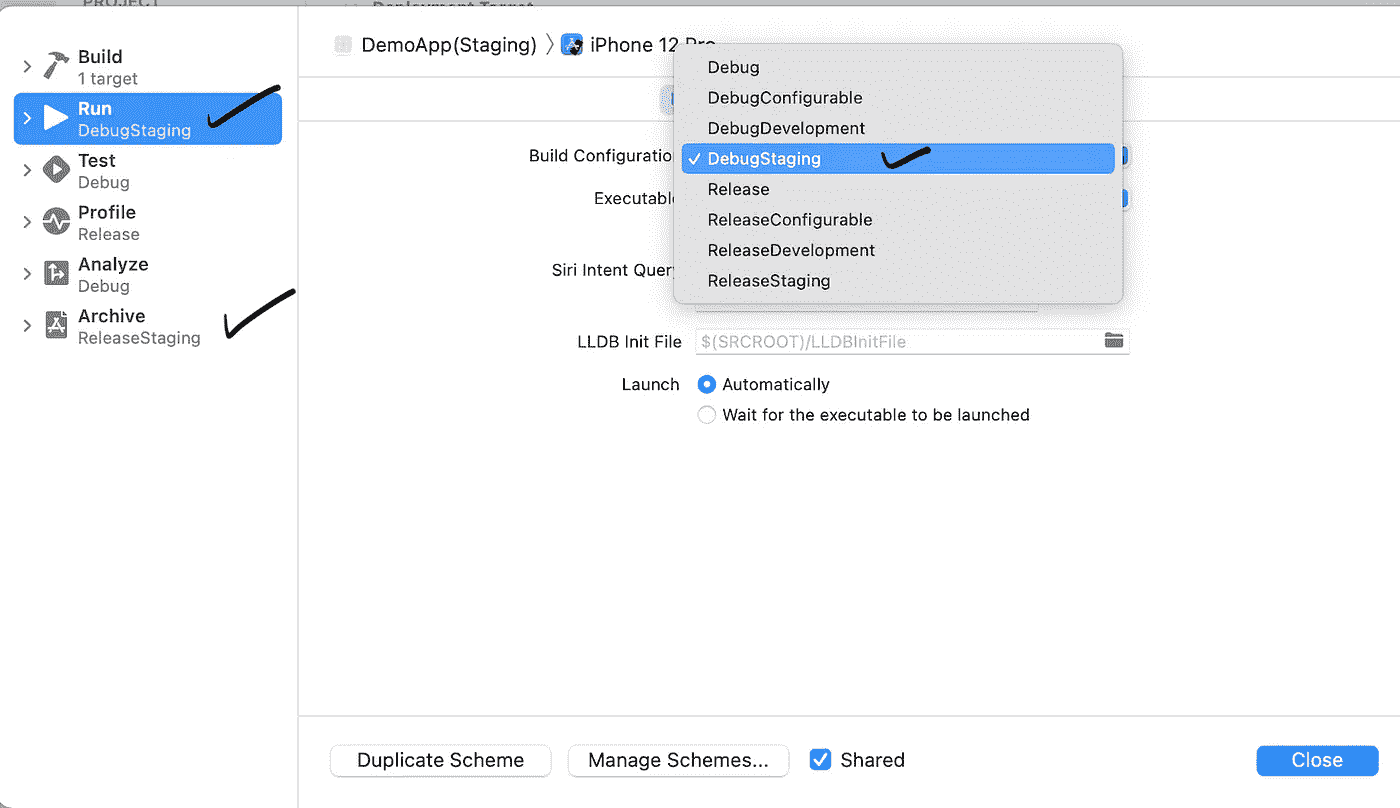 PROJECT
Deployment Target
Build
1 target
Run
DebugStaging
Test
Debug
Profile
Release
Analyze
Debug
Archive
ReleaseStaging
DemoApp(Staging) 〉 iPhone 12 Pro
Debug
DebugConfigurable
DebugDevelopment
Build Configuratio
✓ DebugStaging
Release
Executable
ReleaseConfigurable
ReleaseDevelopment
Siri Intent Query
ReleaseStaging
LLDB Init File $(SRCROOT)/LLDBInitFile
Launch Automatically
Wait for the executable to be launched
Duplicate Scheme Manage Schemes... Shared Close